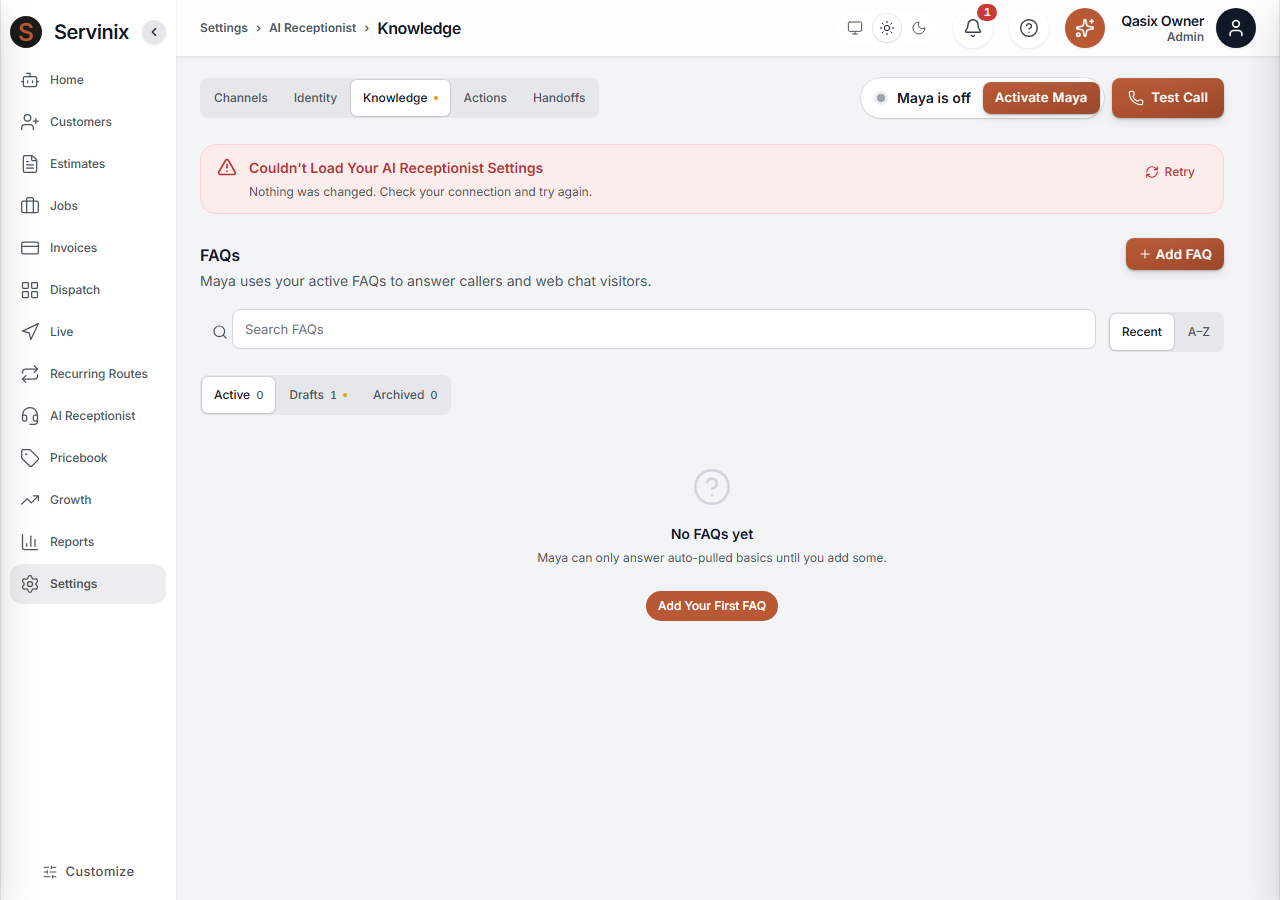 S Servinix
Settings › AI Receptionist › Knowledge
1
Qasix Owner
Admin
Home
Customers
Estimates
Jobs
Invoices
Dispatch
Live
Recurring Routes
AI Receptionist
Pricebook
Growth
Reports
Settings
Customize
Channels Identity Knowledge Actions Handoffs
Maya is off Activate Maya Test Call
Couldn't Load Your AI Receptionist Settings
Nothing was changed. Check your connection and try again.
Retry
FAQs
Maya uses your active FAQs to answer callers and web chat visitors.
+ Add FAQ
Search FAQs
Recent A–Z
Active 0 Drafts 1 Archived 0
No FAQs yet
Maya can only answer auto-pulled basics until you add some.
Add Your First FAQ